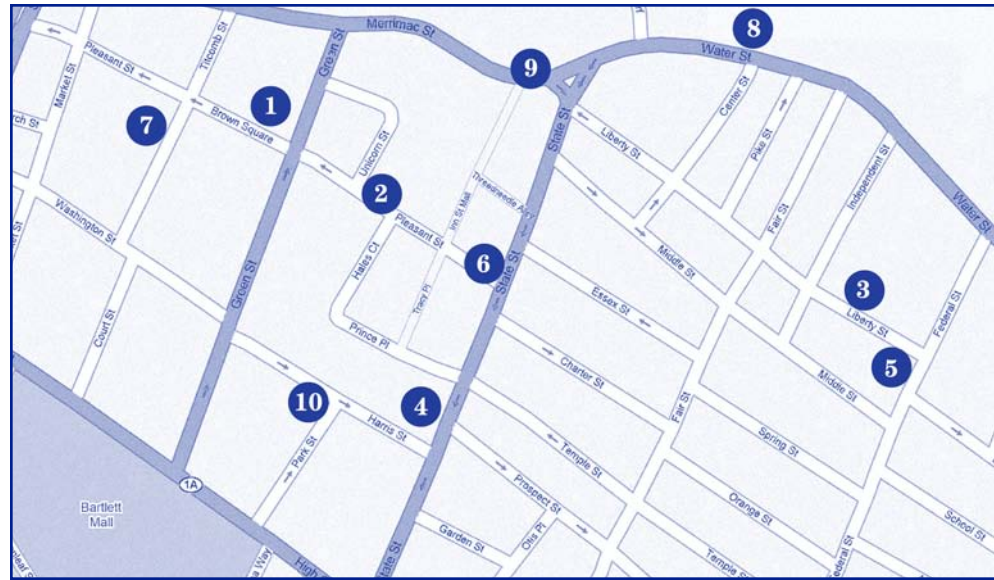 Merrimac St
Water St
8
9
Titcomb St
Green St
Pleasant St
Market St
1
Center St
State St
7
Brown Square
Liberty St
Pike St
Unicorn St
Threadneedle Alley
Independent St
2
Inn St Mall
Fair St
Water St
Washington St
Pleasant St
Middle St
Hales Ct
6
State St
3
Green St
Tracy Pl
Essex St
Liberty St
Federal St
Court St
Prince Pl
5
Charter St
Middle St
10
4
Harris St
Fair St
Park St
Temple St
Spring St
1A
Prospect St
Bartlett
Mall
Orange St
School St
Garden St
Otis Pl
State St
High
Temple St
Federal St